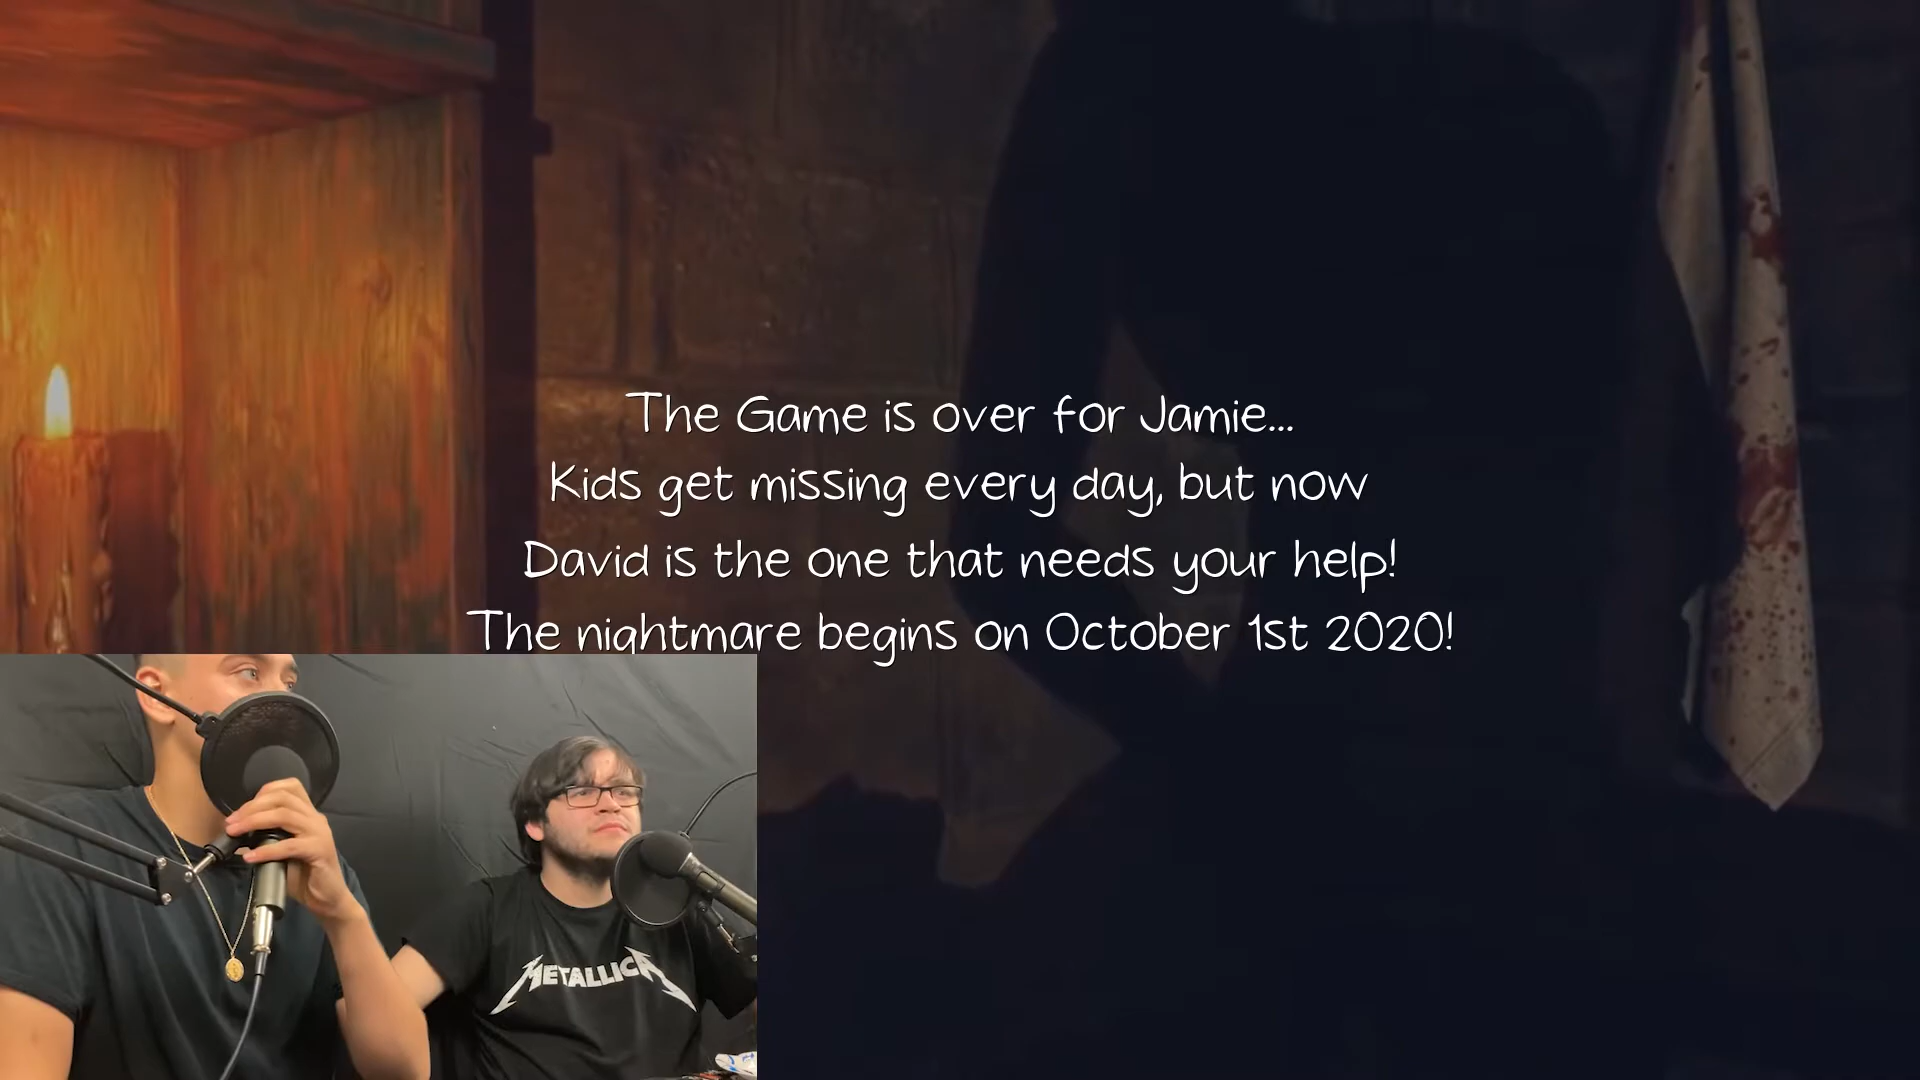 The Game is over for Jamie...
Kids get missing every day, but now
David is the one that needs your help!
The nightmare begins on October 1st 2020!
METALLICA